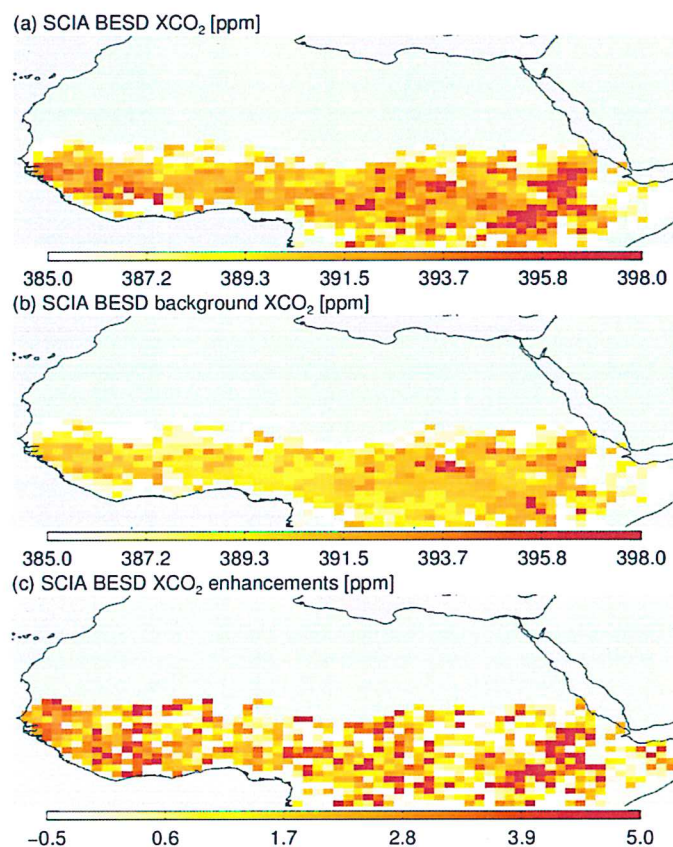 (a) SCIA BESD XCO₂ [ppm]
385.0 387.2 389.3 391.5 393.7 395.8 398.0
(b) SCIA BESD background XCO₂ [ppm]
385.0 387.2 389.3 391.5 393.7 395.8 398.0
(c) SCIA BESD XCO₂ enhancements [ppm]
−0.5 0.6 1.7 2.8 3.9 5.0